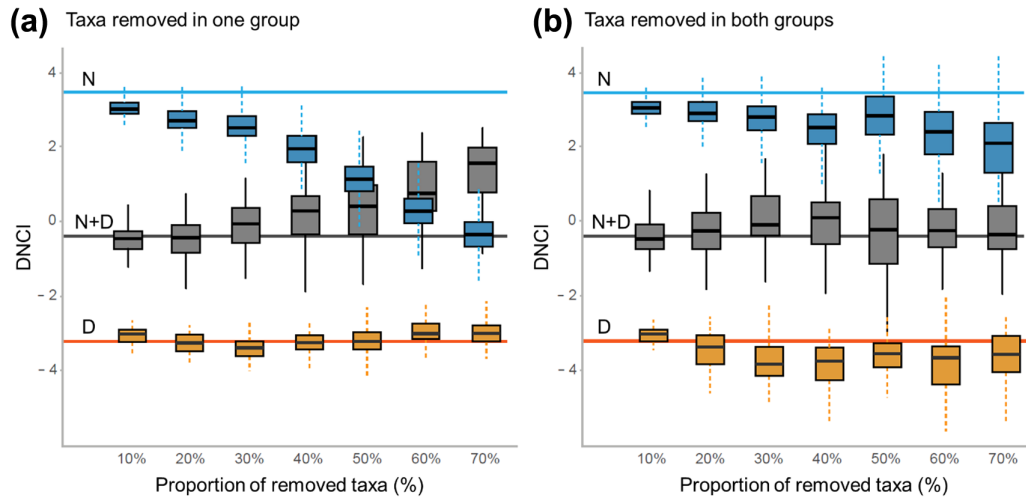 (a) Taxa removed in one group
4
2
0
− 2
− 4
DNCI
N
N+D
D
10% 20% 30% 40% 50% 60% 70%
Proportion of removed taxa (%)
(b) Taxa removed in both groups
4
2
0
− 2
− 4
DNCI
N
N+D
D
10% 20% 30% 40% 50% 60% 70%
Proportion of removed taxa (%)